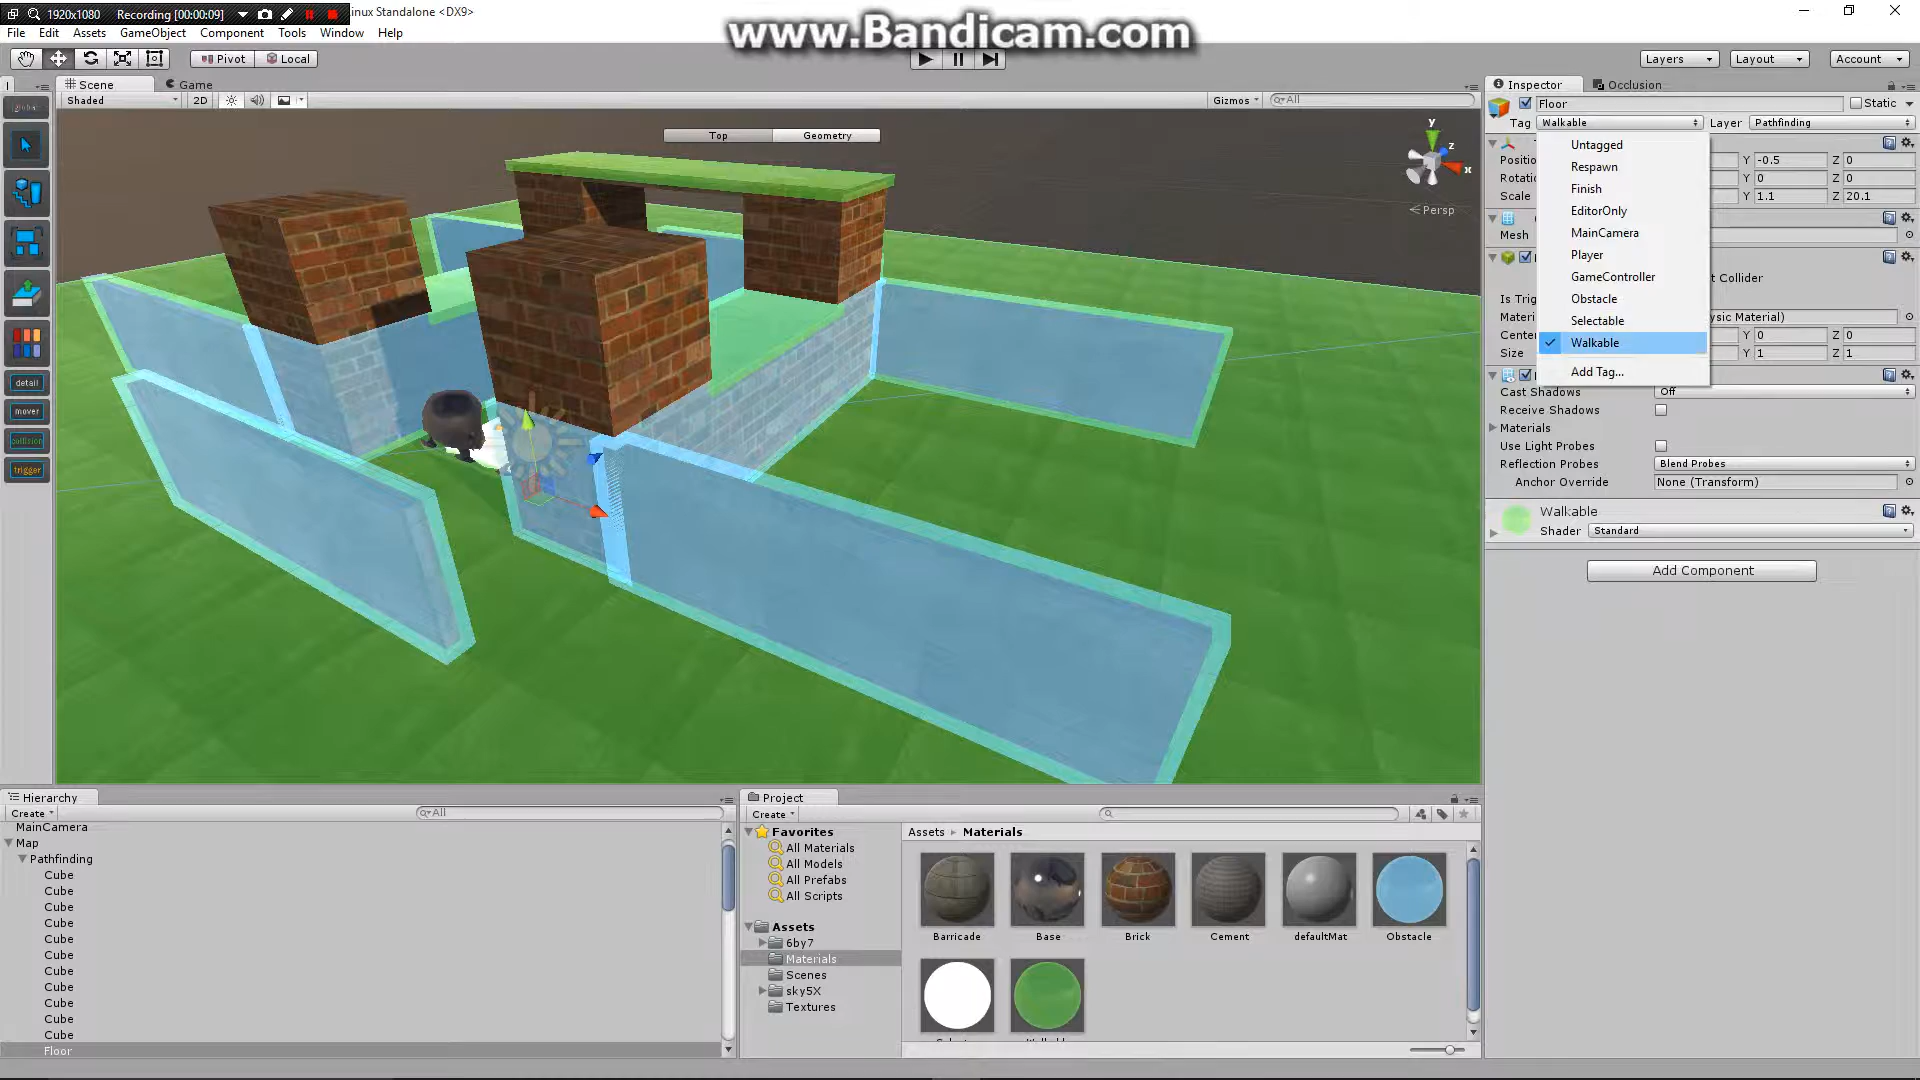 1920x1080 Recording [00:00:09] inux Standalone <DX9>
www.Bandicam.com
File Edit Assets GameObject Component Tools Window Help
Pivot Local Layers Layout Account
Scene Game
Shaded 2D Gizmos All
Top Geometry
y
z
x
Persp
detail
mover
trigger
Inspector Occlusion
Floor Static
Tag Walkable Layer Pathfinding
Untagged
Respawn
Finish
EditorOnly
MainCamera
Player
GameController
Obstacle
Selectable
Walkable
Add Tag...
Positio Y -0.5 Z 0
Rotati Y 0 Z 0
Scale Y 1.1 Z 20.1
Mesh
t Collider
Is Trig
Materi ysic Material)
Center Y 0 Z 0
Size Y 1 Z 1
Cast Shadows Off
Receive Shadows
Materials
Use Light Probes
Reflection Probes Blend Probes
Anchor Override None (Transform)
Walkable
Shader Standard
Add Component
Hierarchy
Create All
MainCamera
Map
Pathfinding
Cube
Cube
Cube
Cube
Cube
Cube
Cube
Cube
Cube
Cube
Cube
Floor
Project
Create
Favorites
All Materials
All Models
All Prefabs
All Scripts
Assets
6by7
Materials
Scenes
sky5X
Textures
Assets Materials
Barricade Base Brick Cement defaultMat Obstacle